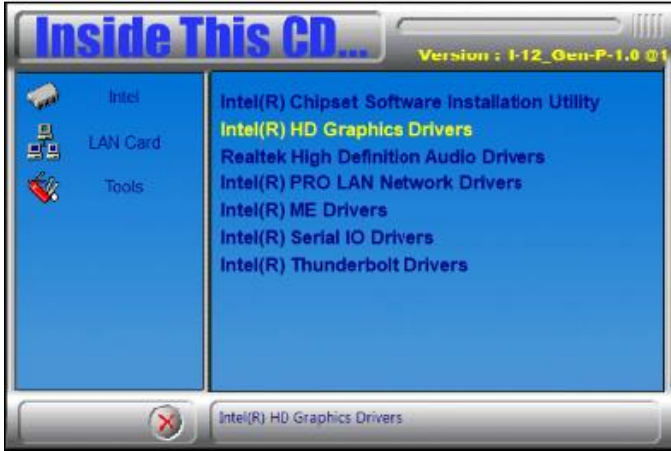 Inside This CD...
Version : I-12_Gen-P-1.0 @1
Intel
LAN Card
Tools
Intel(R) Chipset Software Installation Utility
Intel(R) HD Graphics Drivers
Realtek High Definition Audio Drivers
Intel(R) PRO LAN Network Drivers
Intel(R) ME Drivers
Intel(R) Serial IO Drivers
Intel(R) Thunderbolt Drivers
Intel(R) HD Graphics Drivers